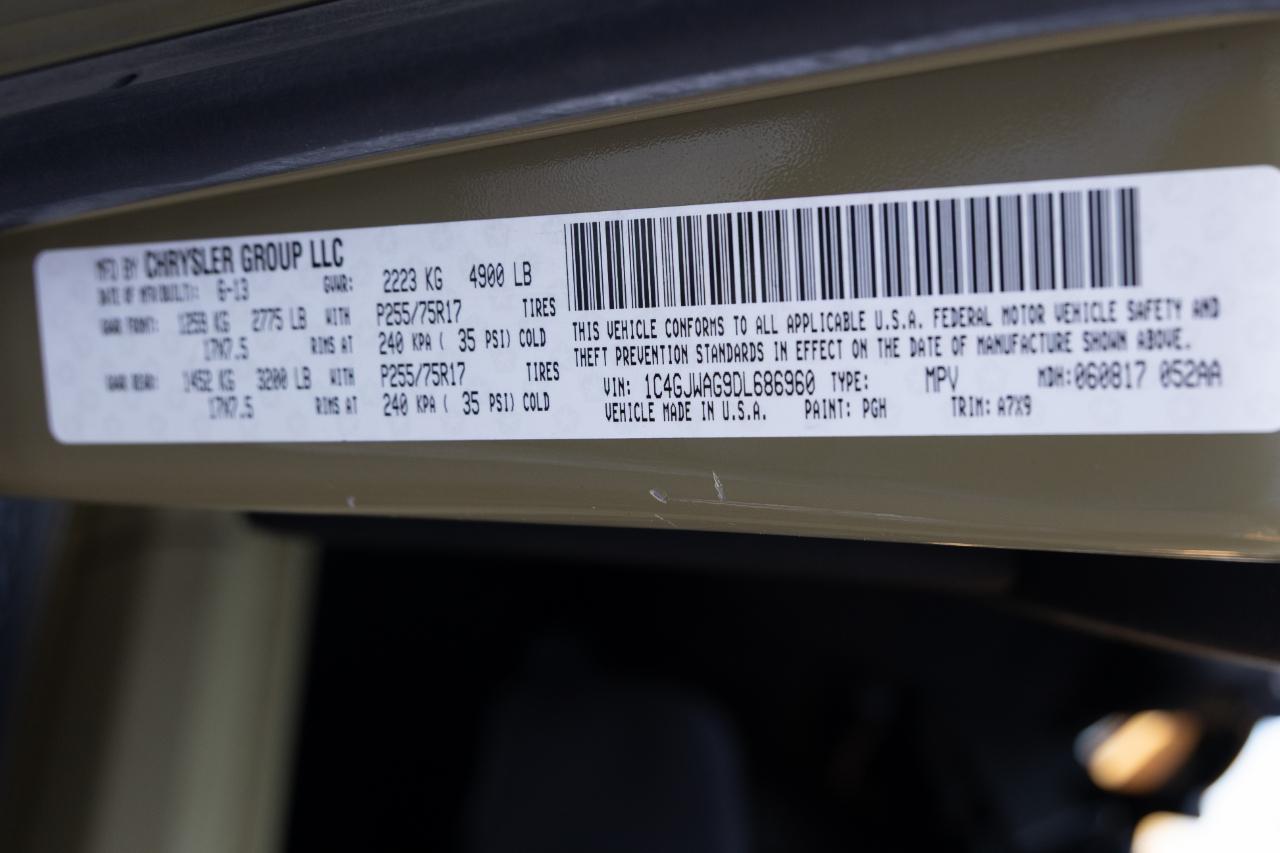 MFD BY CHRYSLER GROUP LLC
DATE OF MFR(BUILT): 6-13 GVWR: 2223 KG 4900 LB
GAWR FRONT: 1259 KG 2775 LB WITH P255/75R17 TIRES
17X7.5 RIMS AT 240 KPA ( 35 PSI) COLD
GAWR REAR: 1452 KG 3200 LB WITH P255/75R17 TIRES
17X7.5 RIMS AT 240 KPA ( 35 PSI) COLD
THIS VEHICLE CONFORMS TO ALL APPLICABLE U.S.A. FEDERAL MOTOR VEHICLE SAFETY AND
THEFT PREVENTION STANDARDS IN EFFECT ON THE DATE OF MANUFACTURE SHOWN ABOVE.
VIN: 1C4GJWAG9DL686960 TYPE: MPV MDH:060817 052AA
VEHICLE MADE IN U.S.A. PAINT: PGH TRIM: A7X9